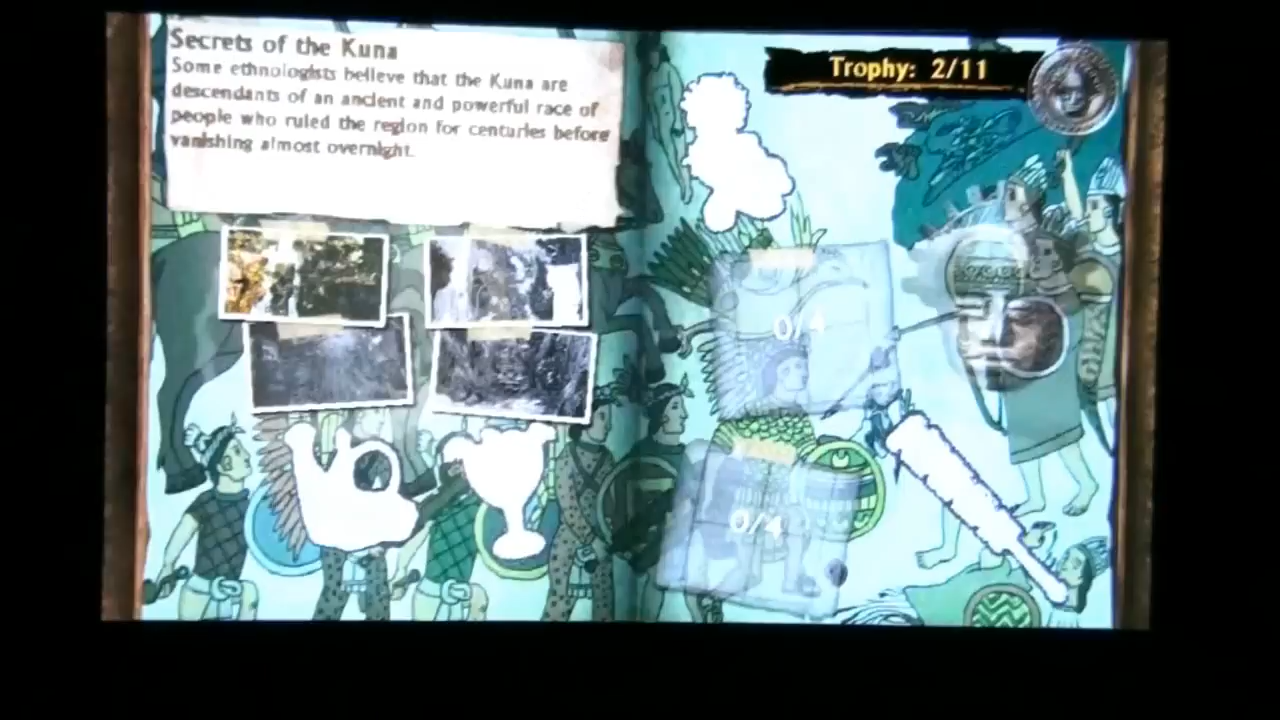 Secrets of the Kuna
Some ethnologists believe that the Kuna are
descendants of an ancient and powerful race of
people who ruled the region for centuries before
vanishing almost overnight.
Trophy: 2/11
0/4
0/4